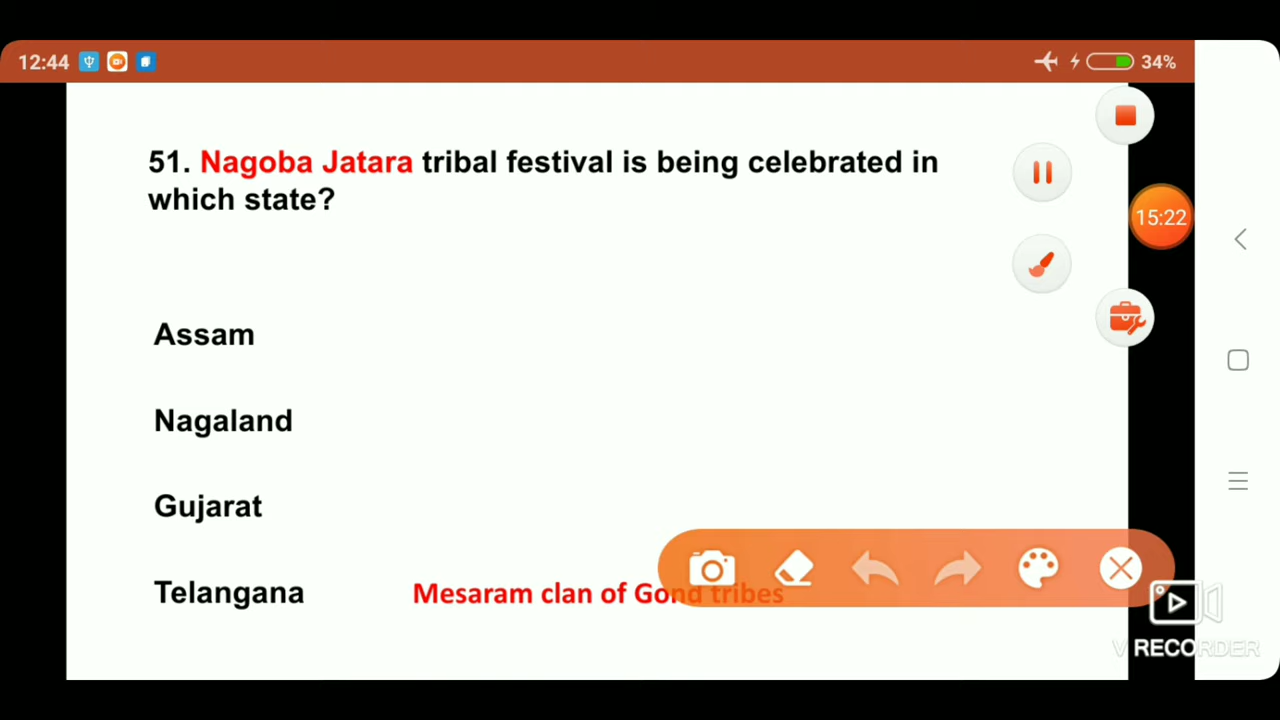 12:44
34%
51. Nagoba Jatara tribal festival is being celebrated in
which state?
15:22
Assam
Nagaland
Gujarat
Telangana Mesaram clan of Gond tribes
V RECORDER